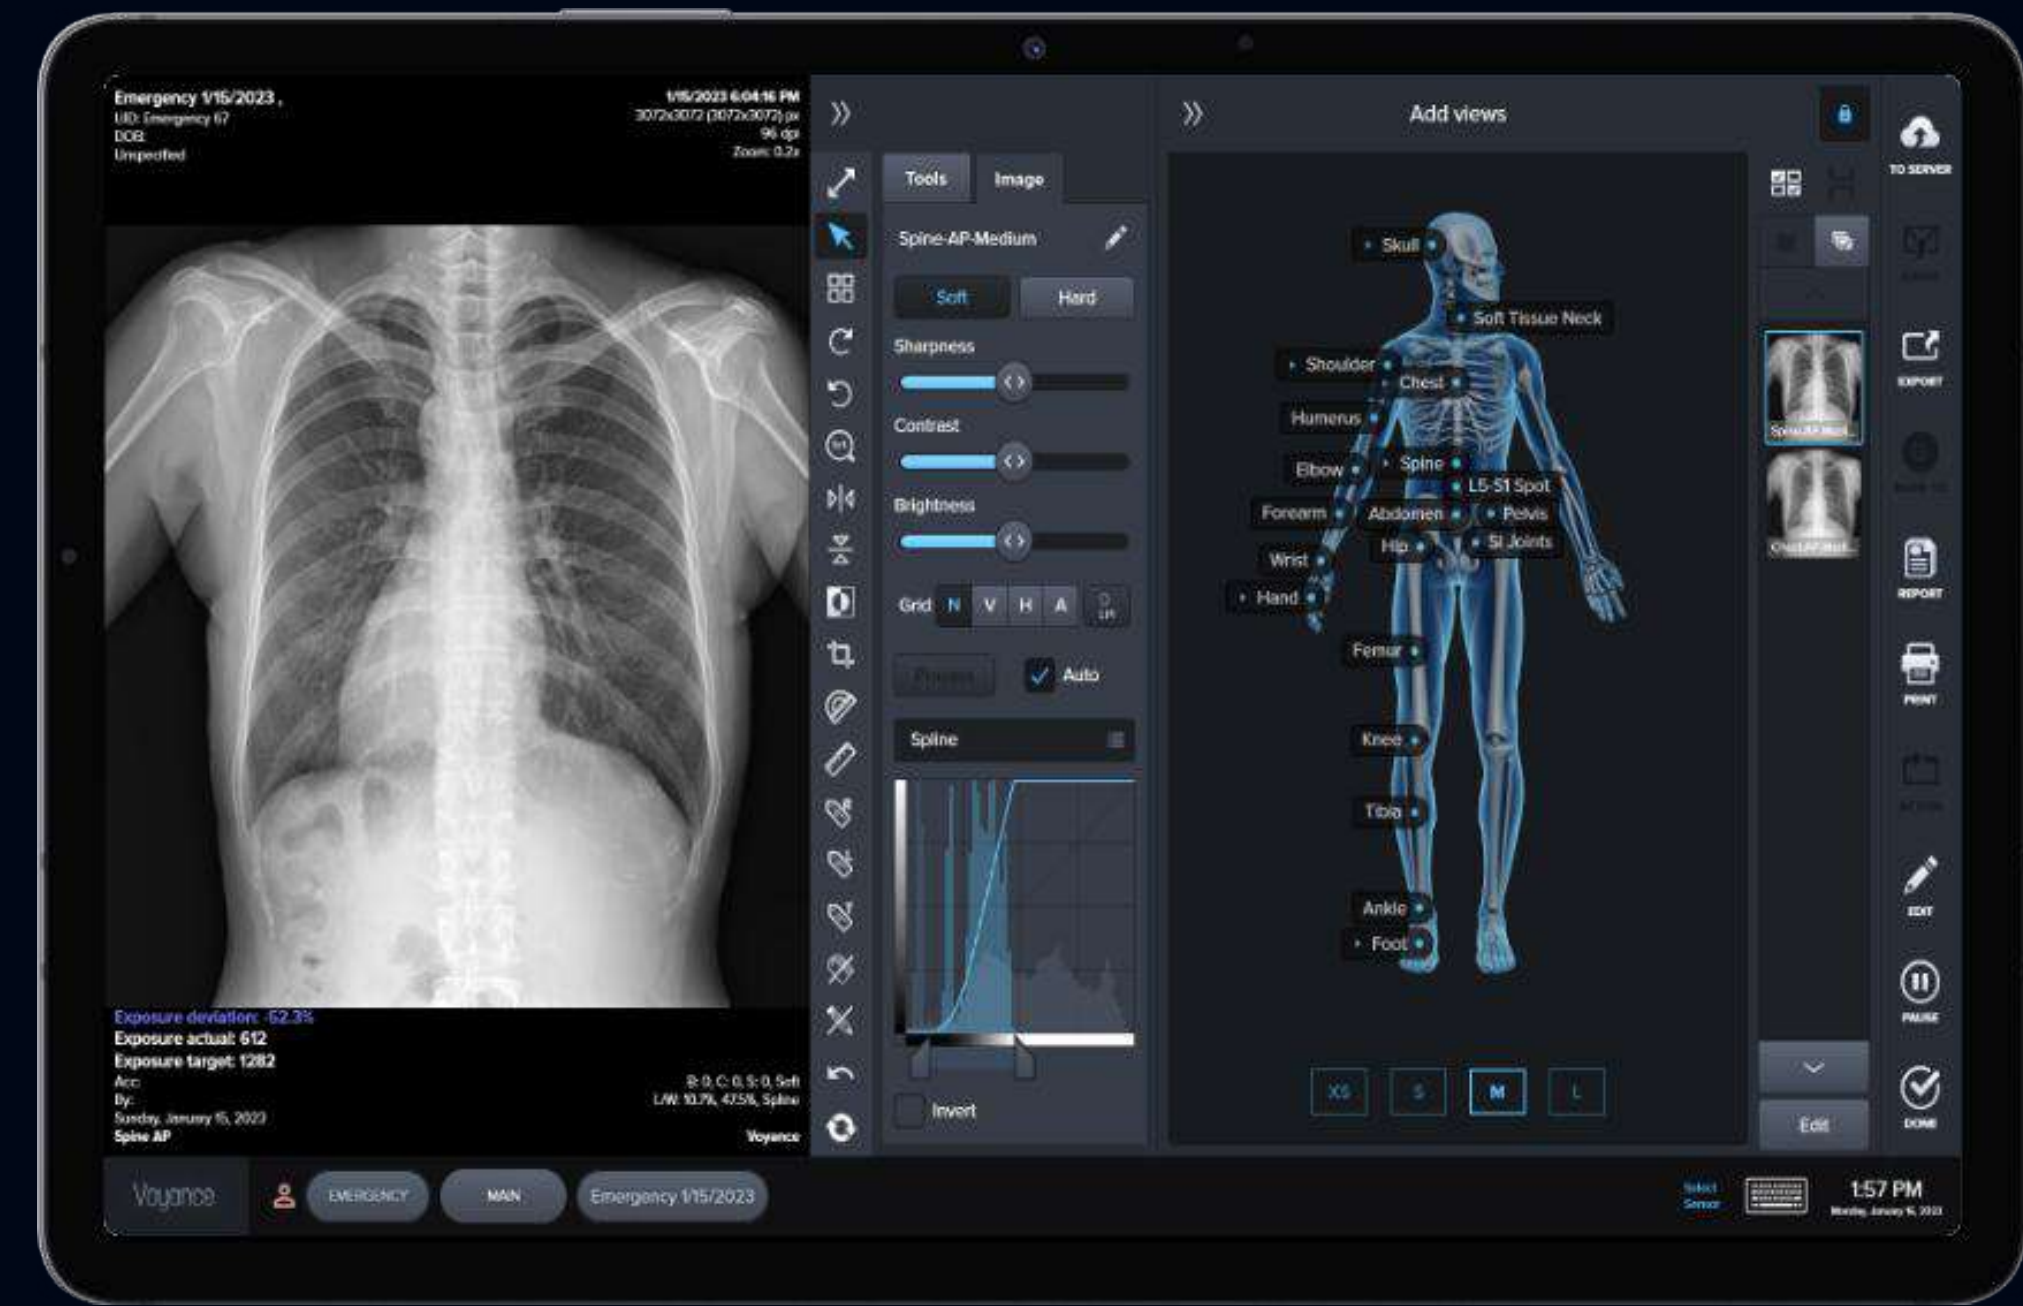 Emergency 1/15/2023 ,
UID: Emergency 67
DOB:
Unspecified
1/15/2023 6:04:16 PM
3072x3072 (3072x3072) px
96 dpi
Zoom: 0.2x
Exposure deviation: -52.3%
Exposure actual: 612
Exposure target: 1282
Acc:
By:
Sunday, January 15, 2023
Spine AP
B: 0, C: 0, S: 0, Soft
L/W: 10.7%, 47.5%, Spline
Voyance
Tools
Image
Spine-AP-Medium
Soft
Hard
Sharpness
Contrast
Brightness
Grid N V H A
Process
Auto
Spline
Invert
Add views
Skull
Soft Tissue Neck
Shoulder
Chest
Humerus
Elbow
Spine
L5-S1 Spot
Forearm
Abdomen
Pelvis
Hip
SI Joints
Wrist
Hand
Femur
Knee
Tibia
Ankle
Foot
XS S M L
Edit
TO SERVER
EXPORT
REPORT
PRINT
EDIT
PAUSE
DONE
Voyance
EMERGENCY
MAIN
Emergency 1/15/2023
Select
Sensor
1:57 PM
Monday, January 16, 2023